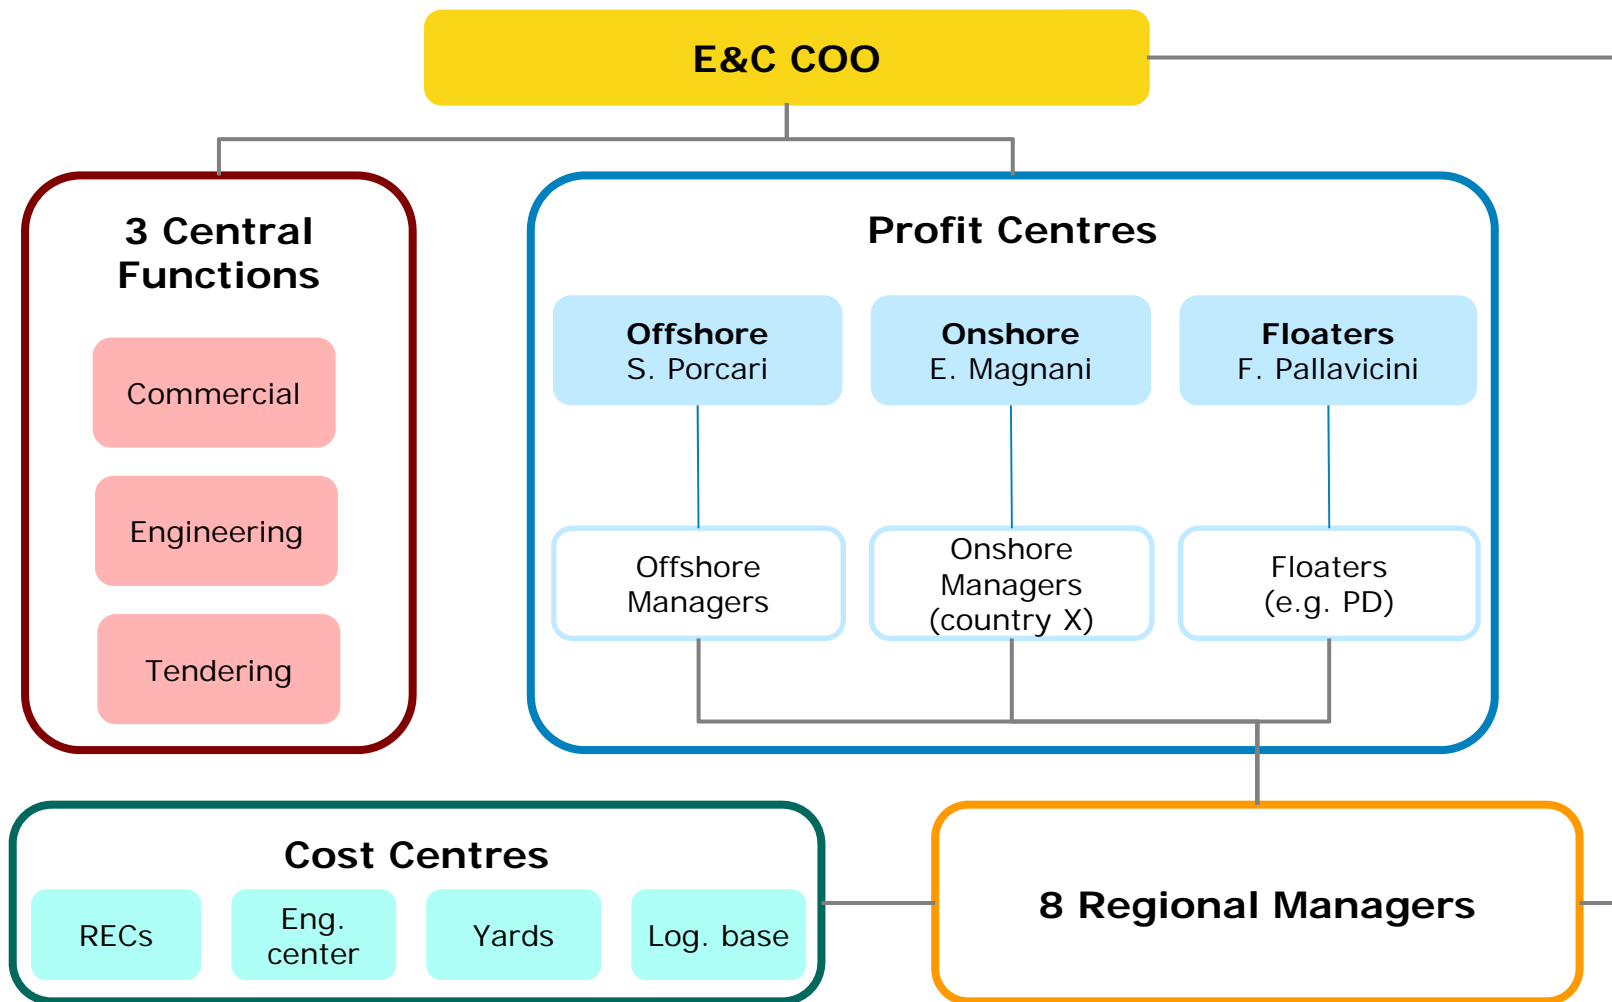 E&C COO
3 Central
Functions
Commercial
Engineering
Tendering
Profit Centres
Offshore
S. Porcari
Onshore
E. Magnani
Floaters
F. Pallavicini
Offshore
Managers
Onshore
Managers
(country X)
Floaters
(e.g. PD)
Cost Centres
RECs
Eng.
center
Yards
Log. base
8 Regional Managers